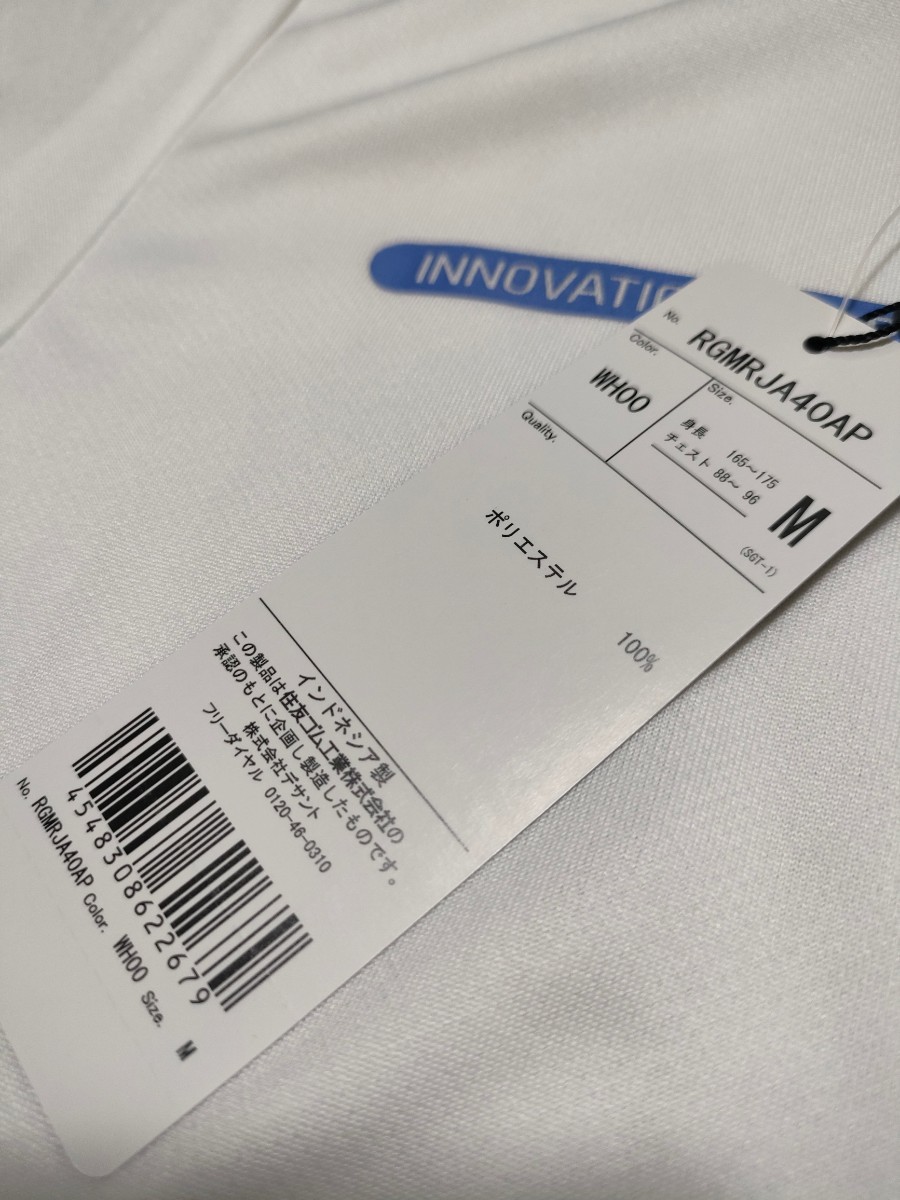 INNOVATIO
No. RGMRJA40AP
Color. WH00
Size.
身長 165～175
チェスト 88～ 96
M
(SGT-1)
Quality.
ポリエステル
100%
インドネシア製
この製品は住友ゴム工業株式会社の
承認のもとに企画し製造したものです。
株式会社デサント
フリーダイヤル 0120-46-0310
4548308622679
No. RGMRJA40AP Color. WH00 Size. M